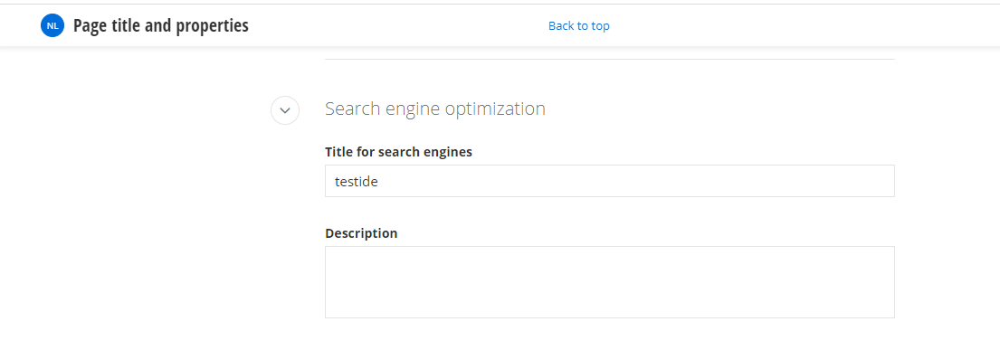 NL Page title and properties Back to top
Search engine optimization
Title for search engines
testide
Description